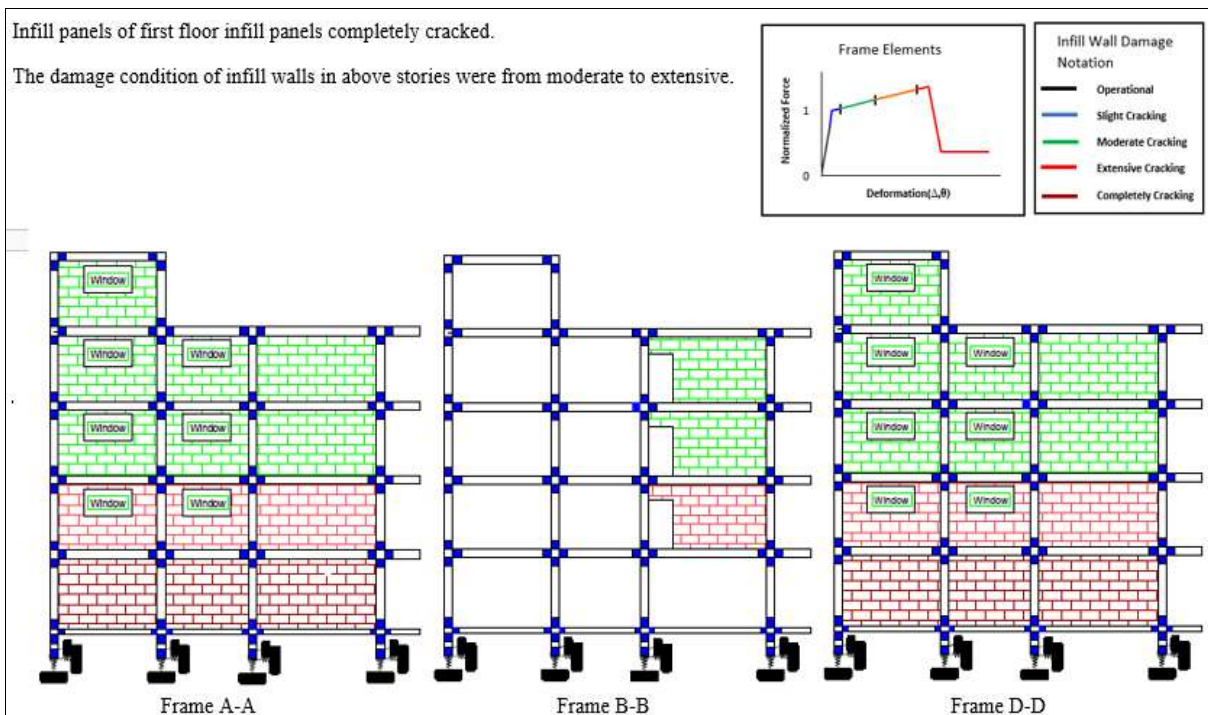 Infill panels of first floor infill panels completely cracked.
The damage condition of infill walls in above stories were from moderate to extensive.
Frame Elements
Normalized Force
1
0
Deformation(Δ,θ)
Infill Wall Damage
Notation
Operational
Slight Cracking
Moderate Cracking
Extensive Cracking
Completely Cracking
Window
Window
Window
Window
Window
Window
Window
Frame A-A
Frame B-B
Window
Window
Window
Window
Window
Window
Window
Frame D-D